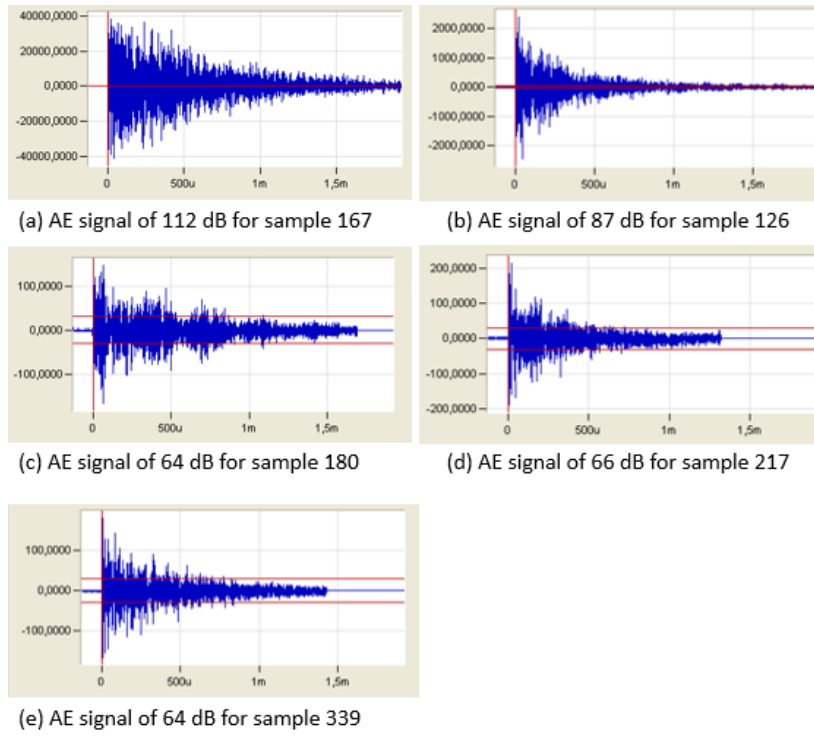 40000,0000
20000,0000
0,0000
-20000,0000
-40000,0000
0 500u 1m 1,5m
(a) AE signal of 112 dB for sample 167
2000,0000
1000,0000
0,0000
-1000,0000
-2000,0000
0 500u 1m 1,5m
(b) AE signal of 87 dB for sample 126
100,0000
0,0000
-100,0000
0 500u 1m 1,5m
(c) AE signal of 64 dB for sample 180
200,0000
100,0000
0,0000
-100,0000
-200,0000
0 500u 1m 1,5m
(d) AE signal of 66 dB for sample 217
100,0000
0,0000
-100,0000
0 500u 1m 1,5m
(e) AE signal of 64 dB for sample 339